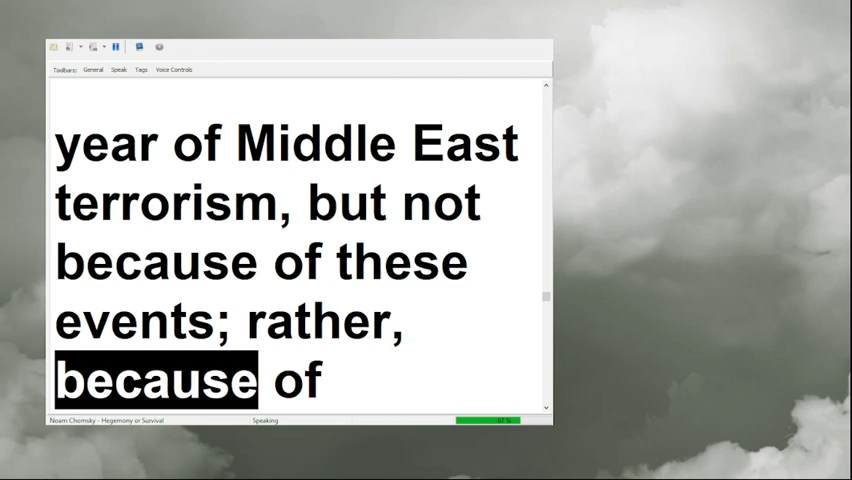 Toolbars: General Speak Tags Voice Controls
year of Middle East
terrorism, but not
because of these
events; rather,
because of
Noam Chomsky - Hegemony or Survival Speaking 67 %